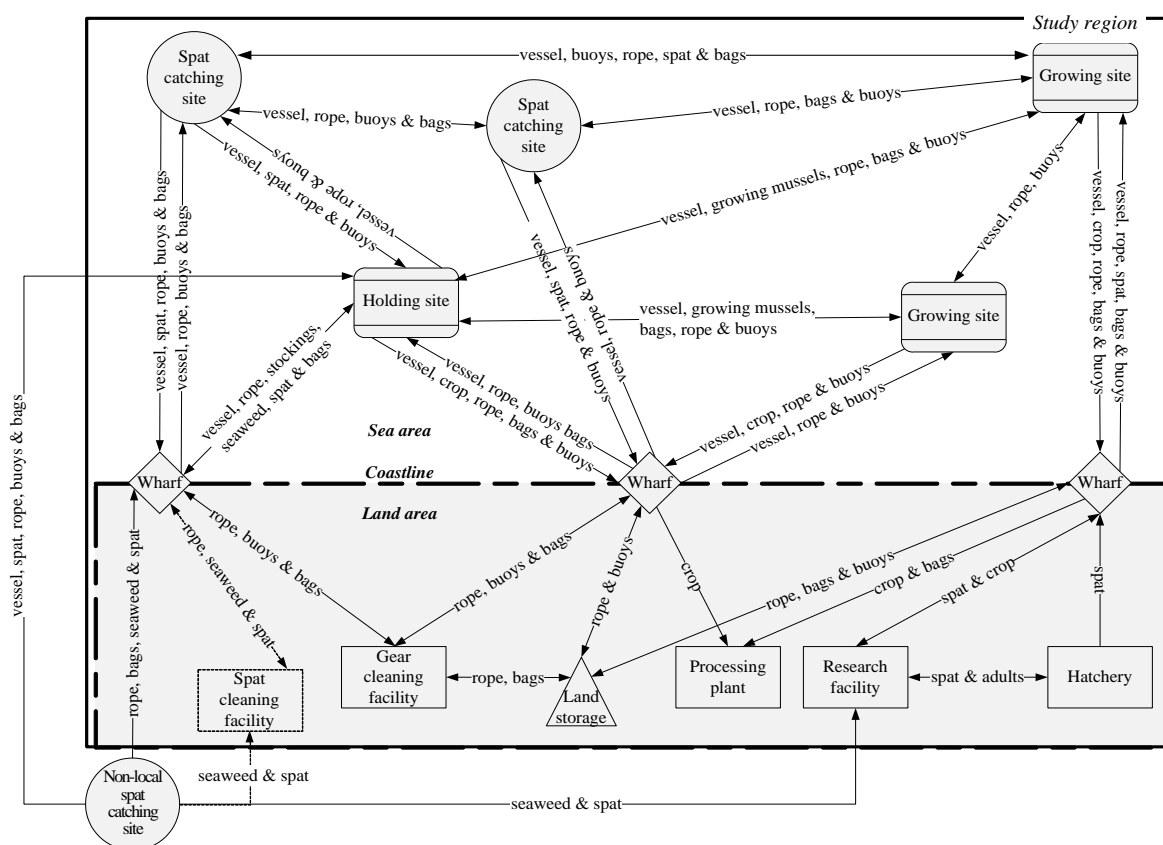 Study region
Spat
catching
site
vessel, buoys, rope, spat & bags
Growing site
vessel, rope, buoys & bags
Spat
catching
site
vessel, rope, bags & buoys
vessel, spat, rope, buoys & bags
vessel, rope, buoys & bags
vessel, rope & buoys
vessel, spat, rope & buoys
vessel, growing mussels, rope, bags & buoys
vessel, rope, buoys
vessel, crop, rope, bags & buoys
vessel, rope, spat, bags & buoys
Holding site
vessel, growing mussels,
bags, rope & buoys
Growing site
vessel, spat, rope & buoys
vessel, rope & buoys
vessel, rope, stockings,
seaweed, spat & bags
vessel, rope, buoys bags
vessel, crop, rope, bags & buoys
vessel, crop, rope & buoys
vessel, rope & buoys
vessel, spat, rope, buoys & bags
Sea area
Coastline
Land area
Wharf
Wharf
Wharf
rope, bags, seaweed & spat
rope, seaweed & spat
rope, buoys & bags
rope, buoys & bags
rope & buoys
crop
rope, bags & buoys
crop & bags
spat & crop
spat
Spat
cleaning
facility
Gear
cleaning
facility
rope, bags
Land
storage
Processing
plant
Research
facility
spat & adults
Hatchery
Non-local
spat
catching
site
seaweed & spat
seaweed & spat